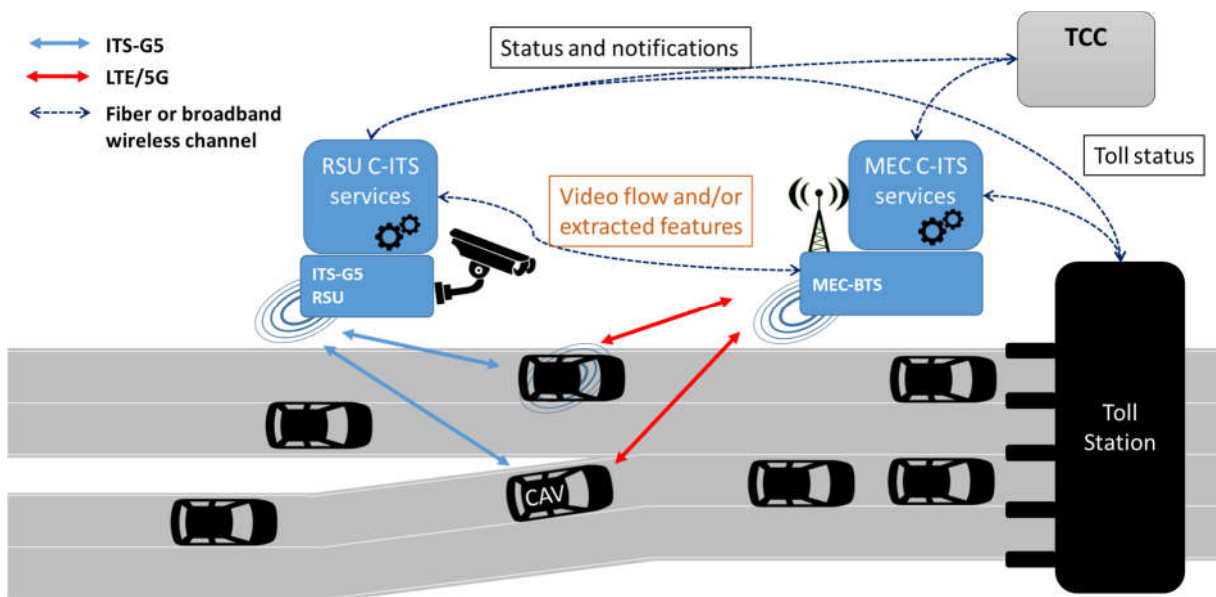 ITS-G5
LTE/5G
Fiber or broadband
wireless channel
Status and notifications
TCC
Toll status
RSU C-ITS
services
Video flow and/or
extracted features
MEC C-ITS
services
ITS-G5
RSU
MEC-BTS
CAV
Toll
Station